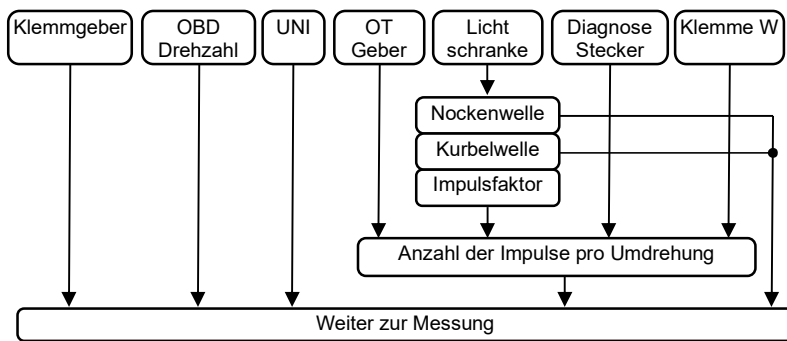 Klemmgeber
OBD
Drehzahl
UNI
OT
Geber
Licht
schranke
Diagnose
Stecker
Klemme W
Nockenwelle
Kurbelwelle
Impulsfaktor
Anzahl der Impulse pro Umdrehung
Weiter zur Messung